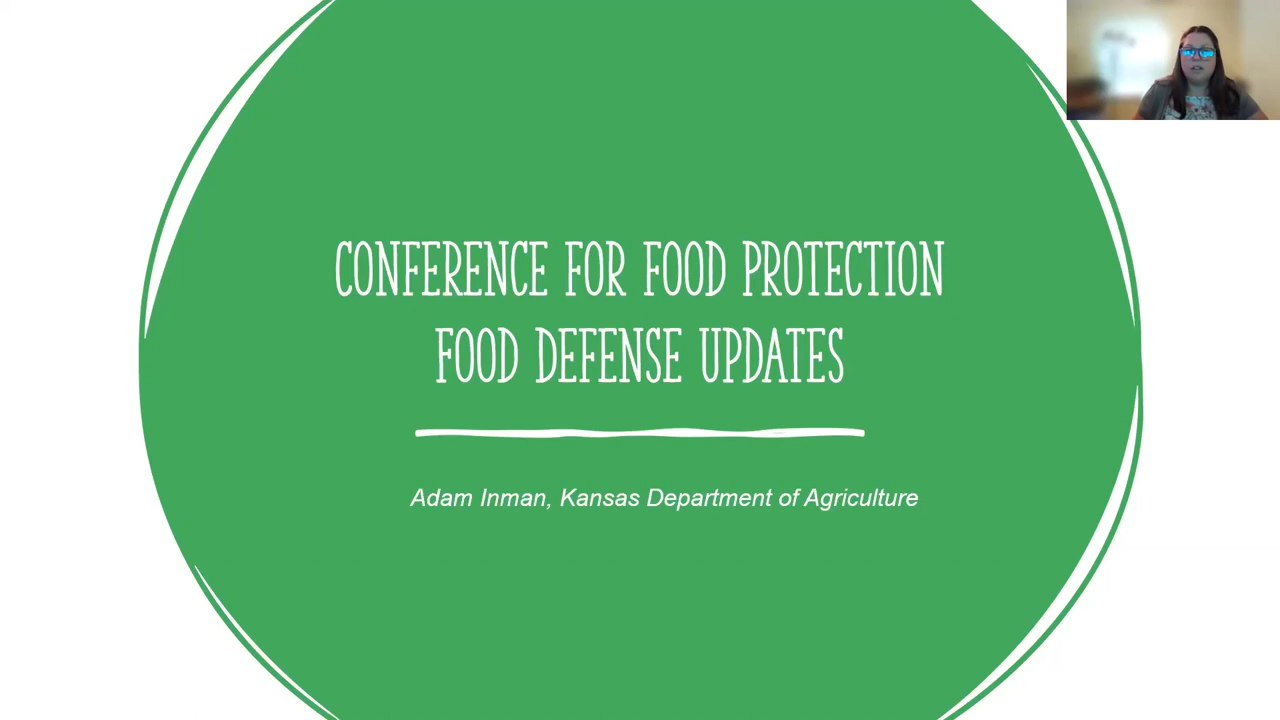 CONFERENCE FOR FOOD PROTECTION
FOOD DEFENSE UPDATES
Adam Inman, Kansas Department of Agriculture